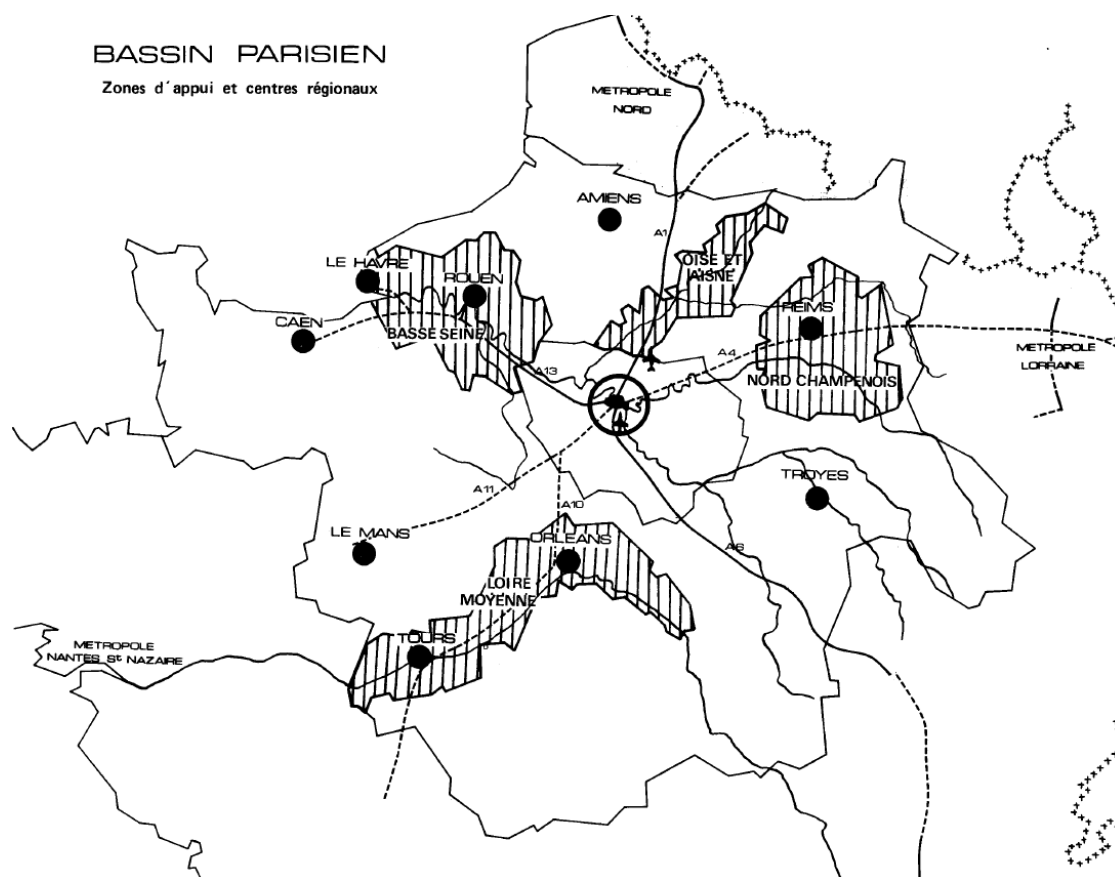 BASSIN PARISIEN
Zones d'appui et centres régionaux
METROPOLE
NORD
AMIENS
A1
OISE ET
AISNE
LE HAVRE
ROUEN
REIMS
CAEN
BASSE SEINE
A4
METROPOLE
LORRAINE
A13
NORD CHAMPENOIS
TROYES
A11
A10
LE MANS
ORLEANS
A6
LOIRE
MOYENNE
TOURS
METROPOLE
NANTES St NAZAIRE